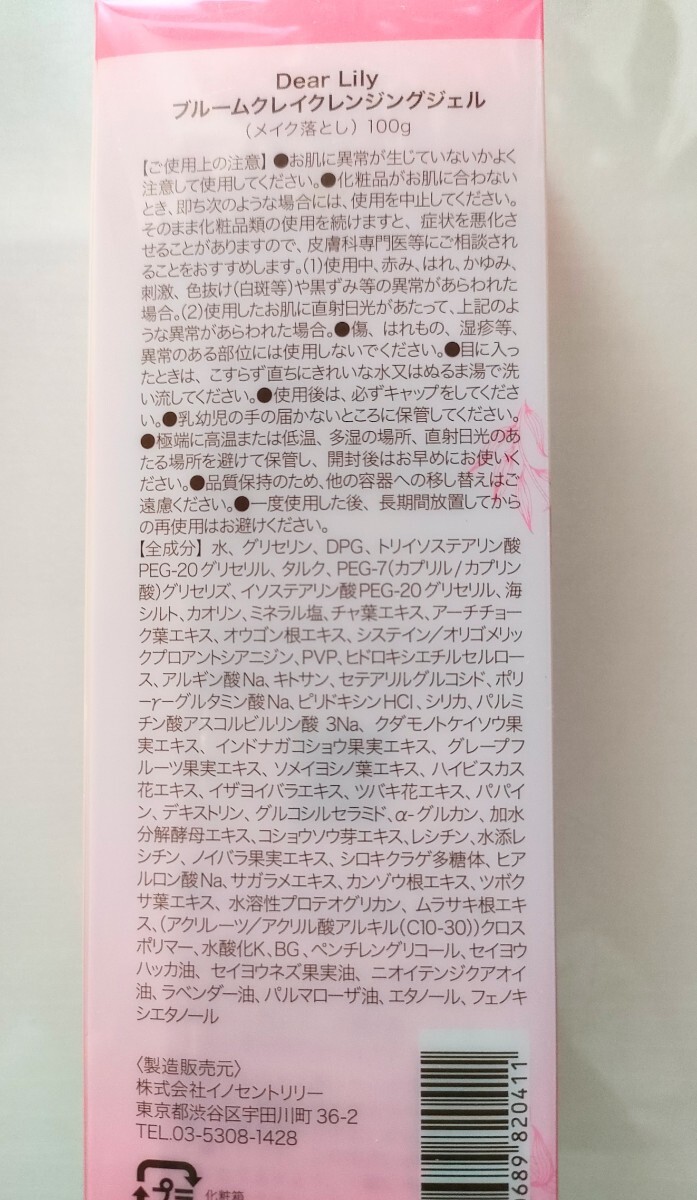 Dear Lily
ブルームクレイクレンジングジェル
（メイク落とし）100g
【ご使用上の注意】●お肌に異常が生じていないかよく
注意して使用してください。●化粧品がお肌に合わない
とき、即ち次のような場合には、使用を中止してください。
そのまま化粧品類の使用を続けますと、症状を悪化さ
せることがありますので、皮膚科専門医等にご相談され
ることをおすすめします。(1)使用中、赤み、はれ、かゆみ、
刺激、色抜け(白斑等)や黒ずみ等の異常があらわれた
場合。(2)使用したお肌に直射日光があたって、上記のよ
うな異常があらわれた場合。●傷、はれもの、湿疹等、
異常のある部位には使用しないでください。●目に入っ
たときは、こすらず直ちにきれいな水又はぬるま湯で洗
い流してください。●使用後は、必ずキャップをしてくださ
い。●乳幼児の手の届かないところに保管してください。
●極端に高温または低温、多湿の場所、直射日光のあ
たる場所を避けて保管し、開封後はお早めにお使いく
ださい。●品質保持のため、他の容器への移し替えはご
遠慮ください。●一度使用した後、長期間放置してから
の再使用はお避けください。
【全成分】水、グリセリン、DPG、トリイソステアリン酸
PEG-20グリセリル、タルク、PEG-7(カプリル/カプリン
酸)グリセリズ、イソステアリン酸PEG-20グリセリル、海
シルト、カオリン、ミネラル塩、チャ葉エキス、アーチチョー
ク葉エキス、オウゴン根エキス、システイン/オリゴメリッ
クプロアントシアニジン、PVP、ヒドロキシエチルセルロー
ス、アルギン酸Na、キトサン、セテアリルグルコシド、ポリ
-γ-グルタミン酸Na、ピリドキシンHCl、シリカ、パルミ
チン酸アスコルビルリン酸 3Na、クダモノトケイソウ果
実エキス、インドナガコショウ果実エキス、グレープフ
ルーツ果実エキス、ソメイヨシノ葉エキス、ハイビスカス
花エキス、イザヨイバラエキス、ツバキ花エキス、パパイ
ン、デキストリン、グルコシルセラミド、α-グルカン、加水
分解酵母エキス、コショウソウ芽エキス、レシチン、水添レ
シチン、ノイバラ果実エキス、シロキクラゲ多糖体、ヒア
ルロン酸Na、サガラメエキス、カンゾウ根エキス、ツボク
サ葉エキス、水溶性プロテオグリカン、ムラサキ根エキ
ス、(アクリレーツ/アクリル酸アルキル(C10-30))クロス
ポリマー、水酸化K、BG、ペンチレングリコール、セイヨウ
ハッカ油、セイヨウネズ果実油、ニオイテンジクアオイ
油、ラベンダー油、パルマローザ油、エタノール、フェノキ
シエタノール
〈製造販売元〉
株式会社イノセントリリー
東京都渋谷区宇田川町 36-2
TEL.03-5308-1428
プラ
化粧箱
689 820411